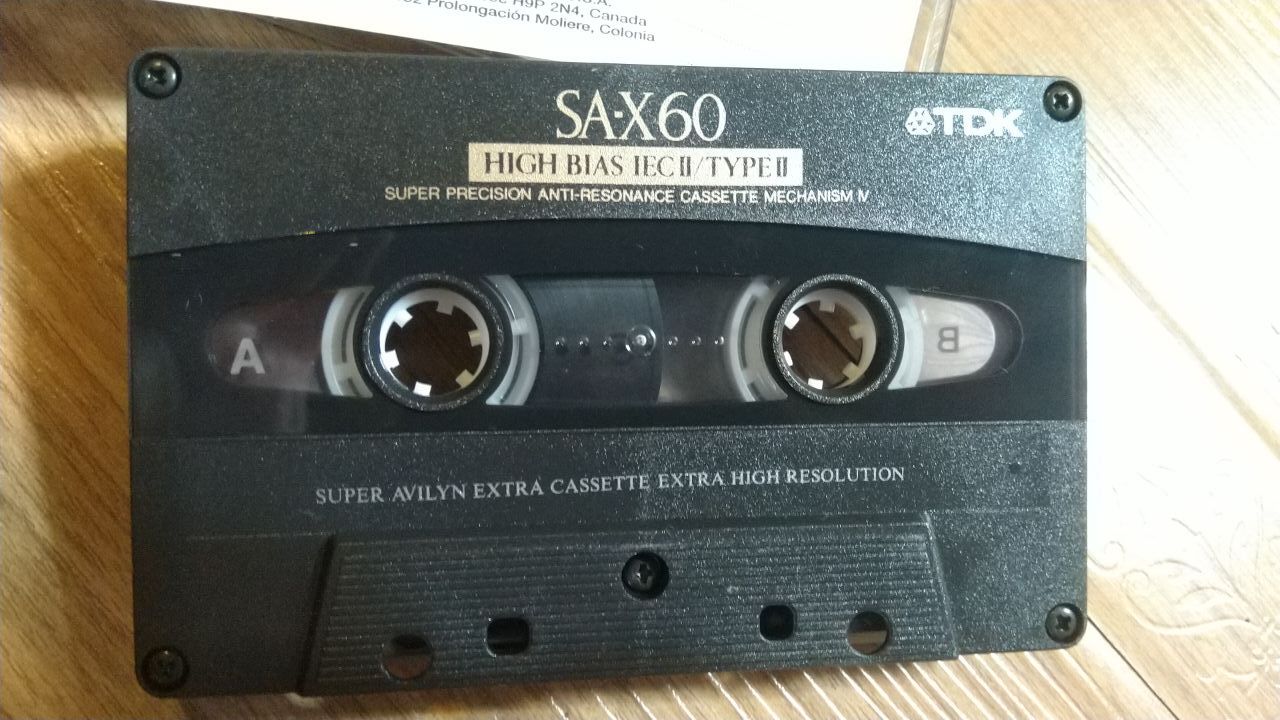 H9P 2N4, Canada
Prolongación Moliere, Colonia
SA-X60
TDK
HIGH BIAS IEC II/TYPE II
SUPER PRECISION ANTI-RESONANCE CASSETTE MECHANISM IV
A
B
SUPER AVILYN EXTRA CASSETTE EXTRA HIGH RESOLUTION